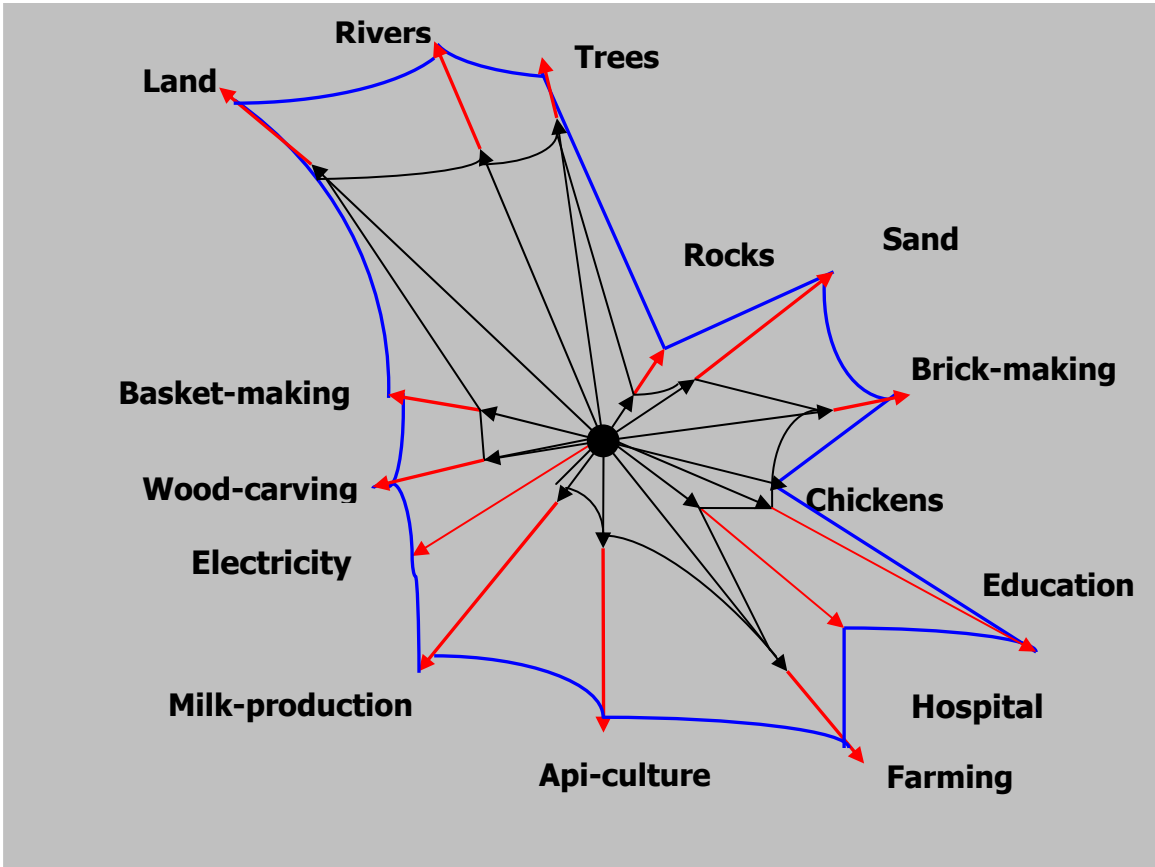 Rivers
Trees
Land
Sand
Rocks
Brick-making
Basket-making
Wood-carving
Chickens
Electricity
Education
Milk-production
Hospital
Api-culture
Farming